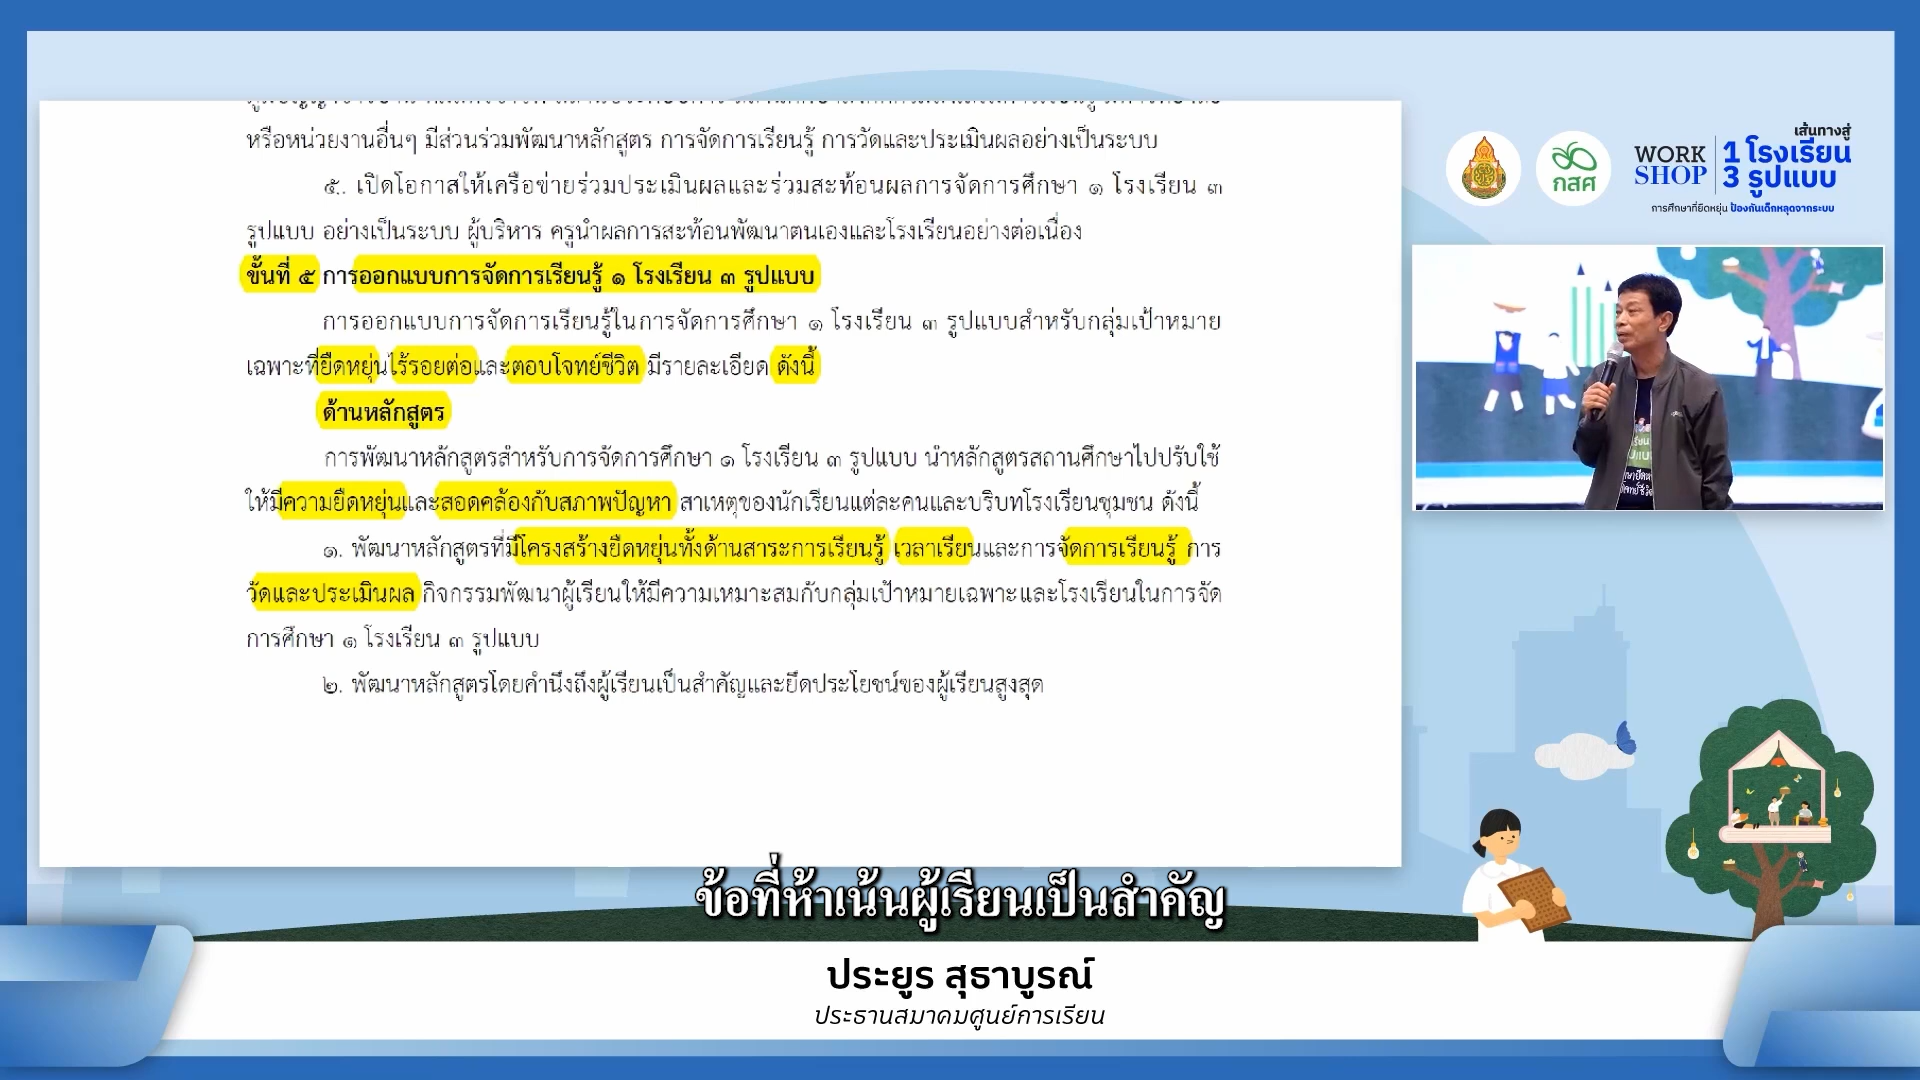 หรือหน่วยงานอื่นๆ มีส่วนร่วมพัฒนาหลักสูตร การจัดการเรียนรู้ การวัดและประเมินผลอย่างเป็นระบบ
๕. เปิดโอกาสให้เครือข่ายร่วมประเมินผลและร่วมสะท้อนผลการจัดการศึกษา ๑ โรงเรียน ๓
รูปแบบ อย่างเป็นระบบ ผู้บริหาร ครูนำผลการสะท้อนพัฒนาตนเองและโรงเรียนอย่างต่อเนื่อง
ขั้นที่ ๕ การออกแบบการจัดการเรียนรู้ ๑ โรงเรียน ๓ รูปแบบ
การออกแบบการจัดการเรียนรู้ในการจัดการศึกษา ๑ โรงเรียน ๓ รูปแบบสำหรับกลุ่มเป้าหมาย
เฉพาะที่ยืดหยุ่นไร้รอยต่อและตอบโจทย์ชีวิต มีรายละเอียด ดังนี้
ด้านหลักสูตร
การพัฒนาหลักสูตรสำหรับการจัดการศึกษา ๑ โรงเรียน ๓ รูปแบบ นำหลักสูตรสถานศึกษาไปปรับใช้
ให้มีความยืดหยุ่นและสอดคล้องกับสภาพปัญหา สาเหตุของนักเรียนแต่ละคนและบริบทโรงเรียนชุมชน ดังนี้
๑. พัฒนาหลักสูตรที่มีโครงสร้างยืดหยุ่นทั้งด้านสาระการเรียนรู้ เวลาเรียนและการจัดการเรียนรู้ การ
วัดและประเมินผล กิจกรรมพัฒนาผู้เรียนให้มีความเหมาะสมกับกลุ่มเป้าหมายเฉพาะและโรงเรียนในการจัด
การศึกษา ๑ โรงเรียน ๓ รูปแบบ
๒. พัฒนาหลักสูตรโดยคำนึงถึงผู้เรียนเป็นสำคัญและยึดประโยชน์ของผู้เรียนสูงสุด
กสศ
WORK
SHOP
เส้นทางสู่
1 โรงเรียน
3 รูปแบบ
การศึกษาที่ยืดหยุ่น ป้องกันเด็กหลุดจากระบบ
ข้อที่ห้าเน้นผู้เรียนเป็นสำคัญ
ประยูร สุธาบูรณ์
ประธานสมาคมศูนย์การเรียน